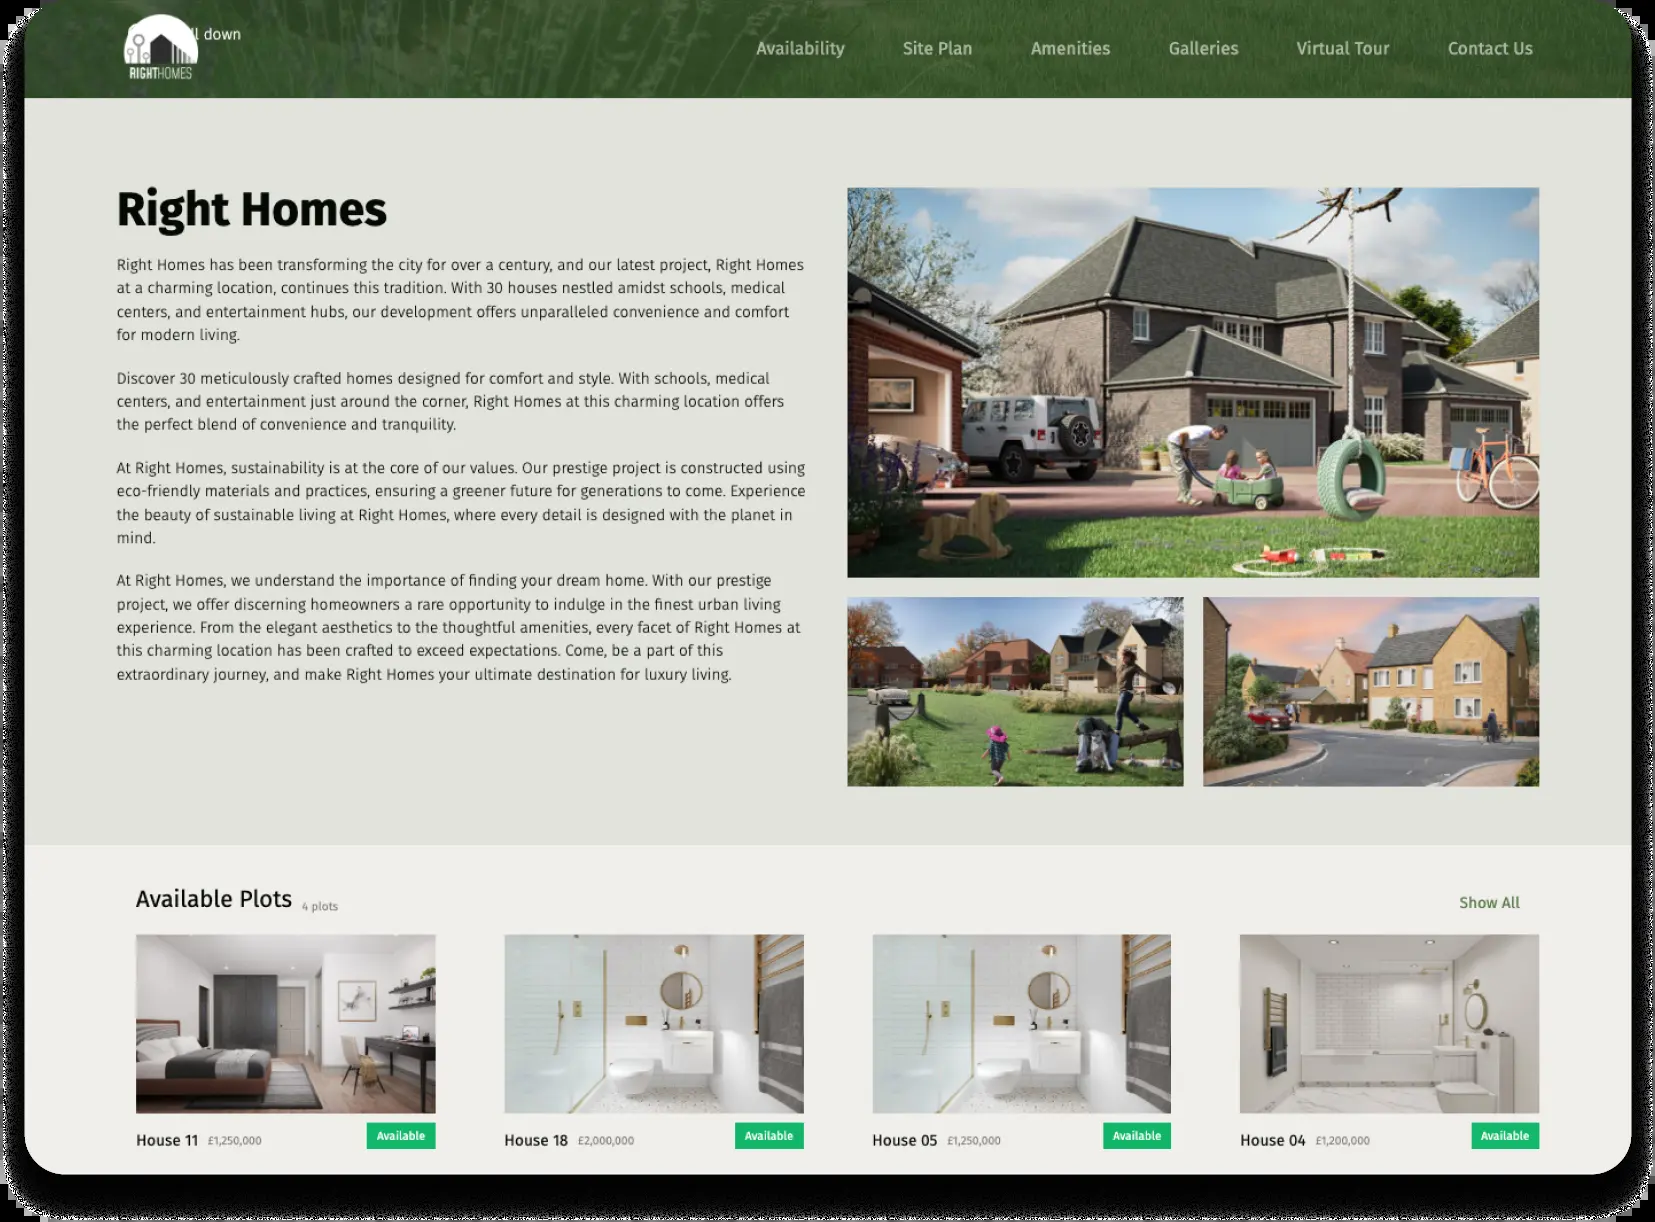 ll down
RIGHTHOMES
Availability
Site Plan
Amenities
Galleries
Virtual Tour
Contact Us
Right Homes
Right Homes has been transforming the city for over a century, and our latest project, Right Homes
at a charming location, continues this tradition. With 30 houses nestled amidst schools, medical
centers, and entertainment hubs, our development offers unparalleled convenience and comfort
for modern living.
Discover 30 meticulously crafted homes designed for comfort and style. With schools, medical
centers, and entertainment just around the corner, Right Homes at this charming location offers
the perfect blend of convenience and tranquility.
At Right Homes, sustainability is at the core of our values. Our prestige project is constructed using
eco-friendly materials and practices, ensuring a greener future for generations to come. Experience
the beauty of sustainable living at Right Homes, where every detail is designed with the planet in
mind.
At Right Homes, we understand the importance of finding your dream home. With our prestige
project, we offer discerning homeowners a rare opportunity to indulge in the finest urban living
experience. From the elegant aesthetics to the thoughtful amenities, every facet of Right Homes at
this charming location has been crafted to exceed expectations. Come, be a part of this
extraordinary journey, and make Right Homes your ultimate destination for luxury living.
Available Plots 4 plots
Show All
House 11 £1,250,000 Available
House 18 £2,000,000 Available
House 05 £1,250,000 Available
House 04 £1,200,000 Available